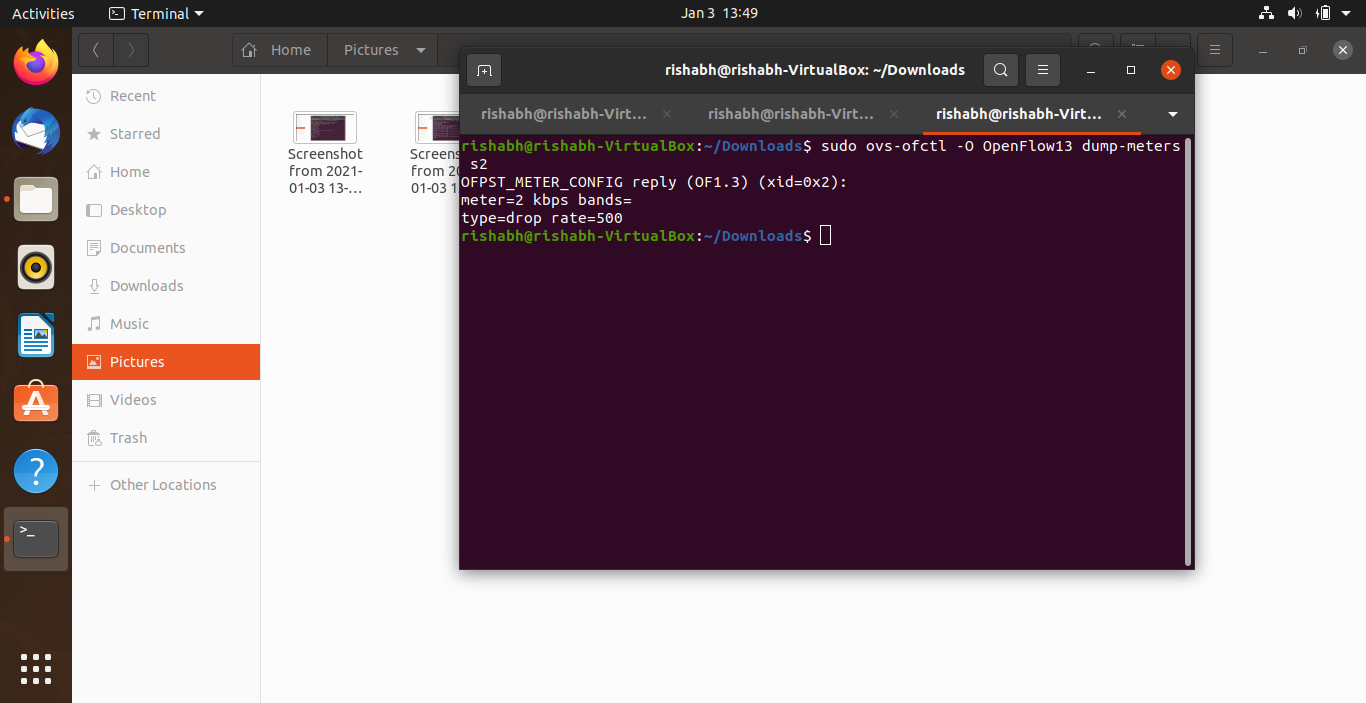 Activities
Terminal
Jan 3 13:49
Home
Pictures
rishabh@rishabh-VirtualBox: ~/Downloads
rishabh@rishabh-Virt...
rishabh@rishabh-Virt...
rishabh@rishabh-Virt...
Recent
Starred
Home
Desktop
Documents
Downloads
Music
Pictures
Videos
Trash
Other Locations
Screenshot
from 2021-
01-03 13-...
Screen
from 20
01-03 1
rishabh@rishabh-VirtualBox:~/Downloads$ sudo ovs-ofctl -O OpenFlow13 dump-meters
s2
OFPST_METER_CONFIG reply (OF1.3) (xid=0x2):
meter=2 kbps bands=
type=drop rate=500
rishabh@rishabh-VirtualBox:~/Downloads$